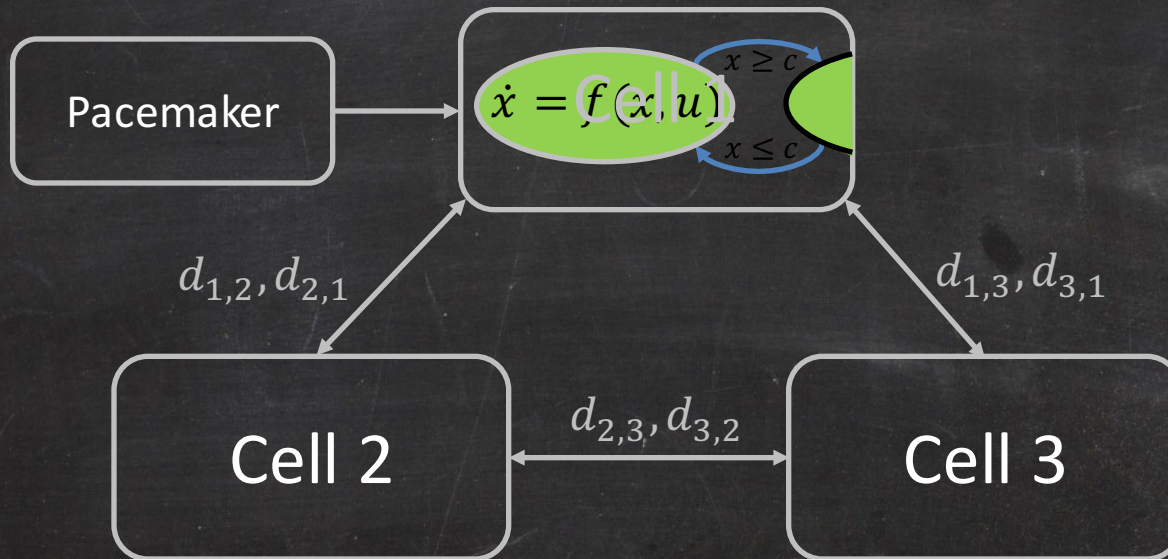 Pacemaker
Cell 1
ẋ = f(x, u)
x ≥ c
x ≤ c
d₁,₂, d₂,₁
d₁,₃, d₃,₁
d₂,₃, d₃,₂
Cell 2
Cell 3